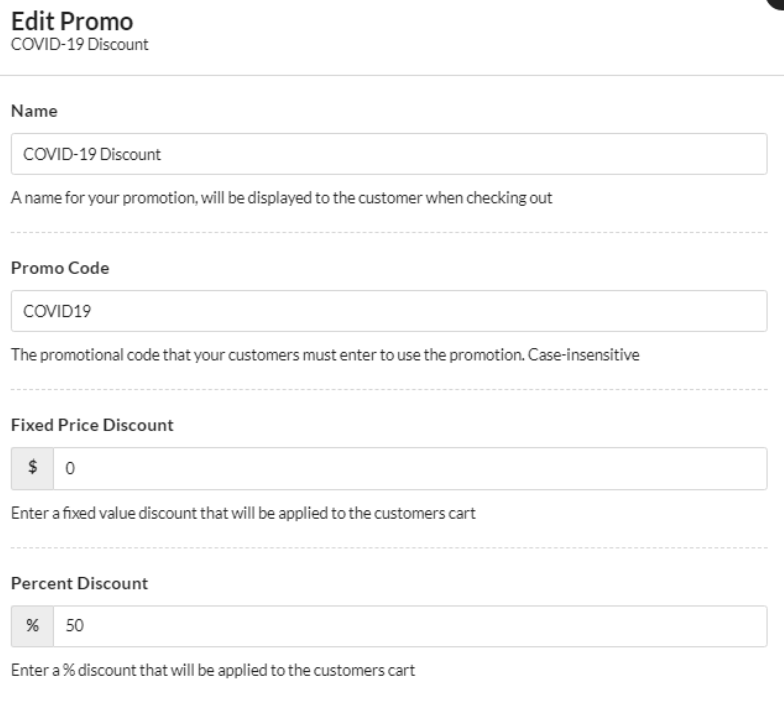 Edit Promo
COVID-19 Discount
Name
COVID-19 Discount
A name for your promotion, will be displayed to the customer when checking out
Promo Code
COVID19
The promotional code that your customers must enter to use the promotion. Case-insensitive
Fixed Price Discount
$ 0
Enter a fixed value discount that will be applied to the customers cart
Percent Discount
% 50
Enter a % discount that will be applied to the customers cart